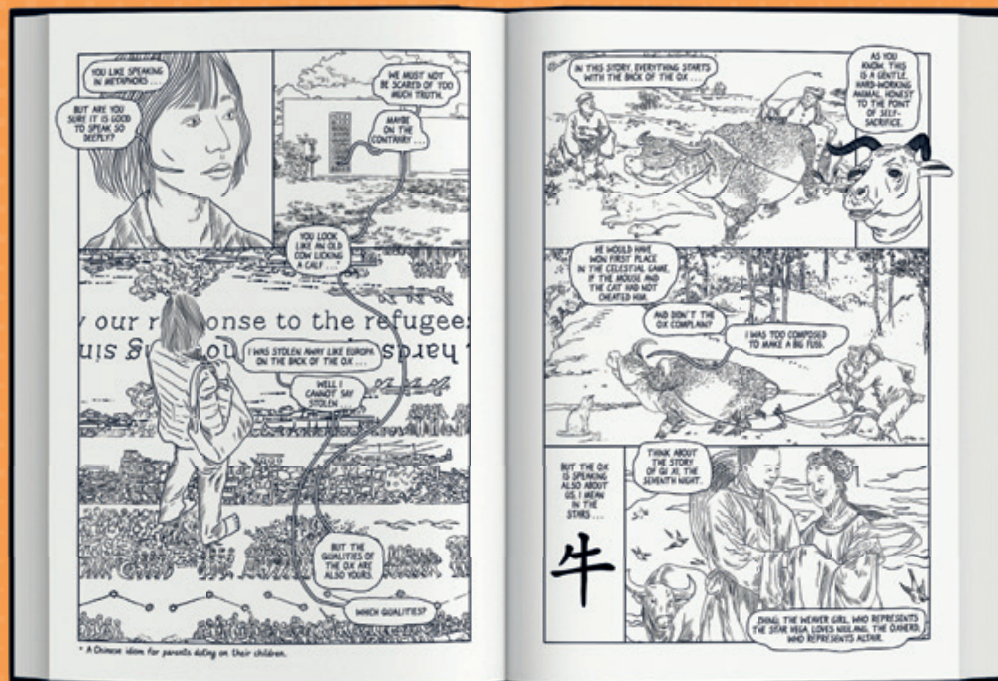 YOU LIKE SPEAKING
IN METAPHORS ...
BUT ARE YOU
SURE IT IS GOOD
TO SPEAK SO
DEEPLY?
WE MUST NOT
BE SCARED OF TOO
MUCH TRUTH.
MAYBE
ON THE
CONTRARY ...
YOU LOOK
LIKE AN OLD
COW LICKING
A CALF ...*
our onse to the refugee
I WAS STOLEN AWAY LIKE EUROPA
ON THE BACK OF THE OX ...
WELL I
CANNOT SAY
STOLEN ...
BUT THE
QUALITIES OF
THE OX ARE
ALSO YOURS.
WHICH QUALITIES?
* A Chinese idiom for parents doting on their children.
IN THIS STORY, EVERYTHING STARTS
WITH THE BACK OF THE OX ...
AS YOU
KNOW, THIS
IS A GENTLE,
HARD-WORKING
ANIMAL, HONEST
TO THE POINT
OF SELF-
SACRIFICE.
HE WOULD HAVE
WON FIRST PLACE
IN THE CELESTIAL GAME,
IF THE MOUSE AND
THE CAT HAD NOT
CHEATED HIM.
AND DIDN'T THE
OX COMPLAIN?
I WAS TOO COMPOSED
TO MAKE A BIG FUSS.
BUT THE OX
IS SPEAKING
ALSO ABOUT
US, I MEAN
IN THE
STARS ...
牛
THINK ABOUT
THE STORY
OF QI XI, THE
SEVENTH NIGHT.
THE WEAVER GIRL, WHO REPRESENTS
THE STAR VEGA, LOVES NIULANG, THE OXHERD,
WHO REPRESENTS ALTAIR.